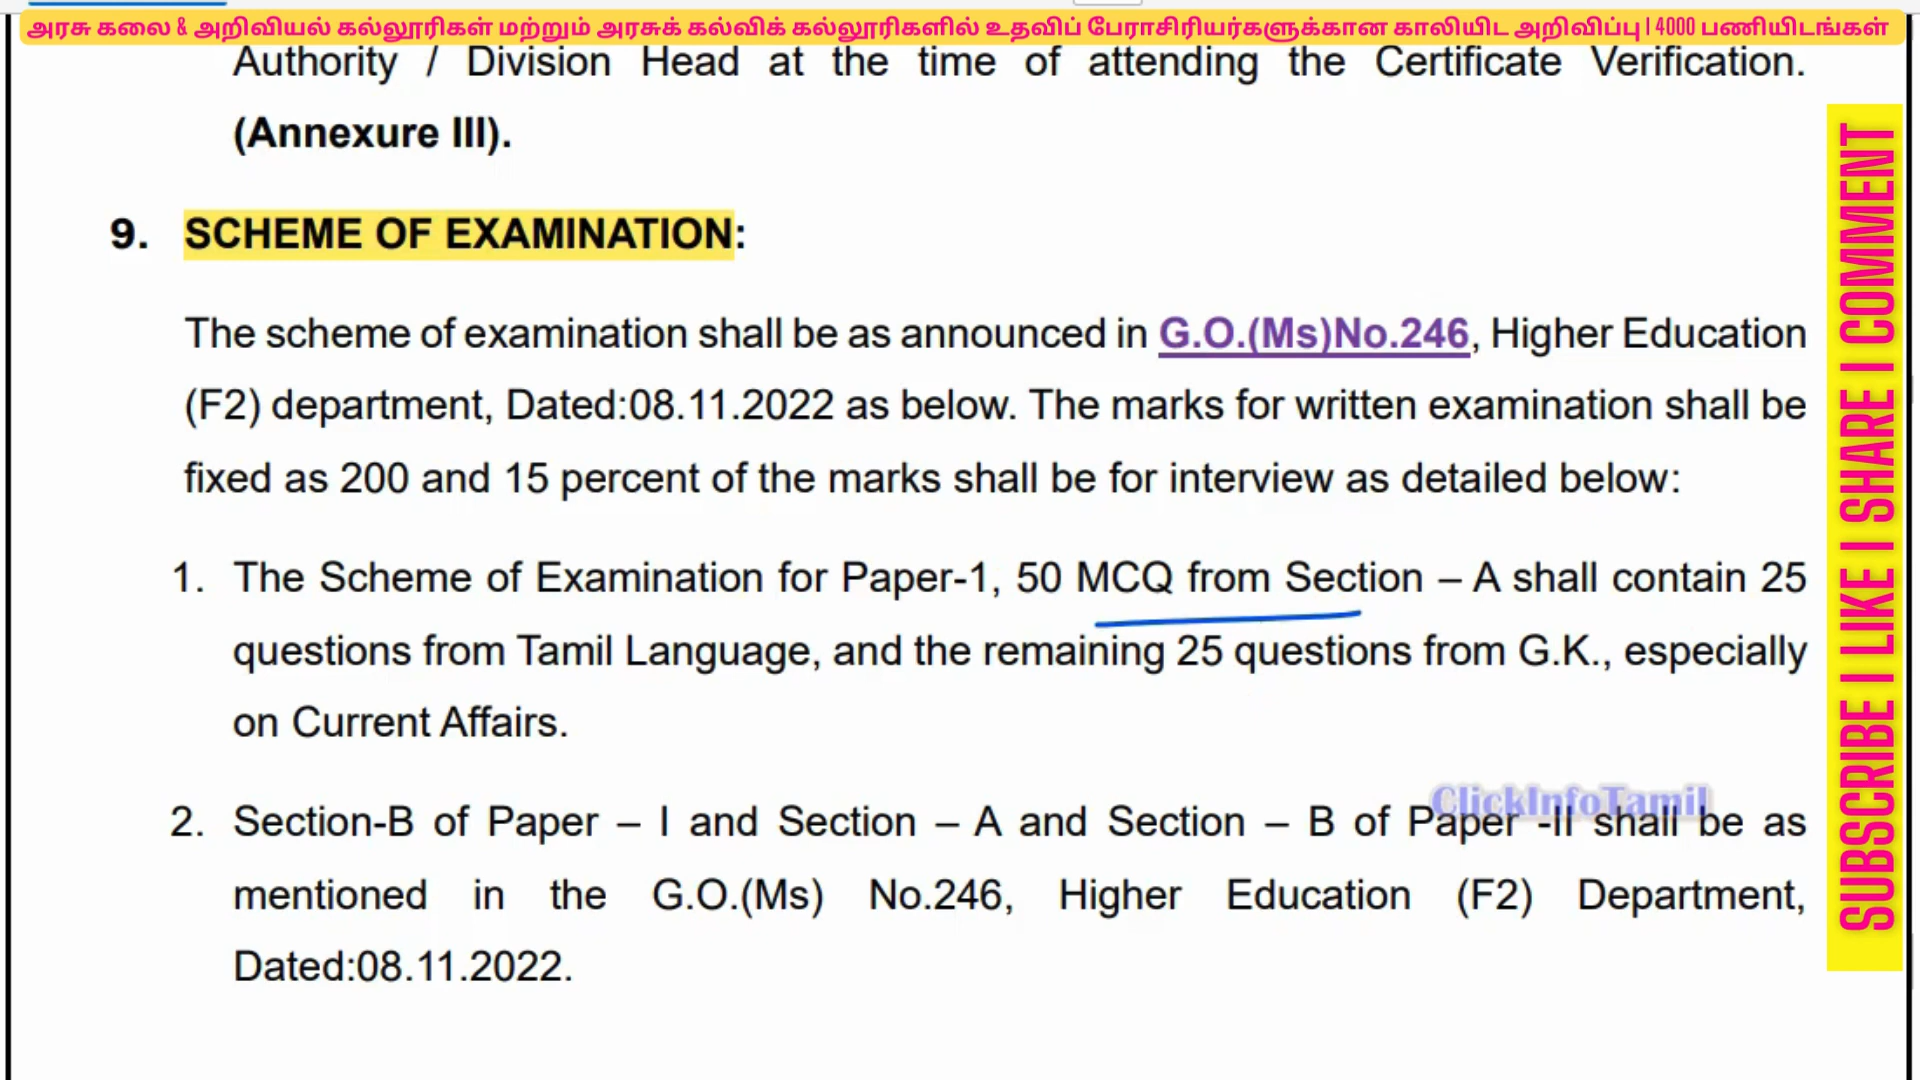 அரசு கலை & அறிவியல் கல்லூரிகள் மற்றும் அரசுக் கல்விக் கல்லூரிகளில் உதவிப் பேராசிரியர்களுக்கான காலியிட அறிவிப்பு | 4000 பணியிடங்கள்
Authority / Division Head at the time of attending the Certificate Verification.
(Annexure III).
9. SCHEME OF EXAMINATION:
The scheme of examination shall be as announced in G.O.(Ms)No.246, Higher Education
(F2) department, Dated:08.11.2022 as below. The marks for written examination shall be
fixed as 200 and 15 percent of the marks shall be for interview as detailed below:
1. The Scheme of Examination for Paper-1, 50 MCQ from Section – A shall contain 25
questions from Tamil Language, and the remaining 25 questions from G.K., especially
on Current Affairs.
ClickInfoTamil
2. Section-B of Paper – I and Section – A and Section – B of Paper -II shall be as
mentioned in the G.O.(Ms) No.246, Higher Education (F2) Department,
Dated:08.11.2022.
SUBSCRIBE I LIKE I SHARE I COMMENT